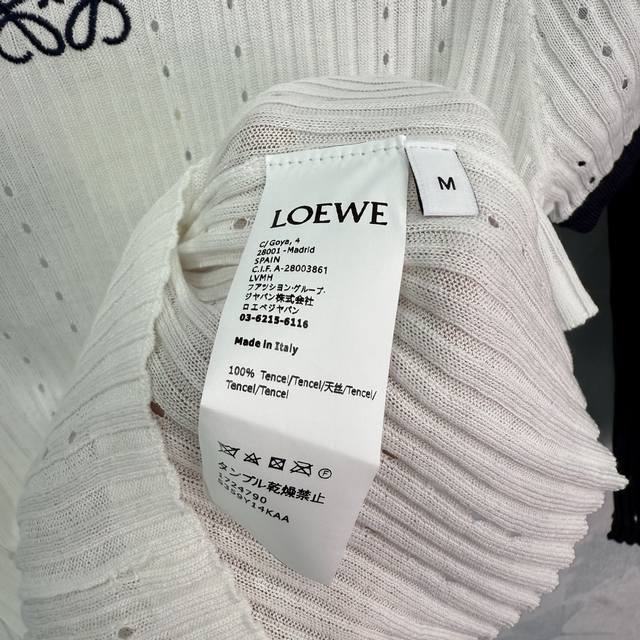 LOEWE
M
C/ Goya, 4
28001 -Madrid
SPAIN
C.I.F. A-28003861
LVMH
ファッション・グループ・
ジャパン株式会社
ロエベジャパン
03-6215-6116
Made in Italy
100% Tencel/Tencel/天丝/Tencel/
Tencel/Tencel
F
タンブル乾燥禁止